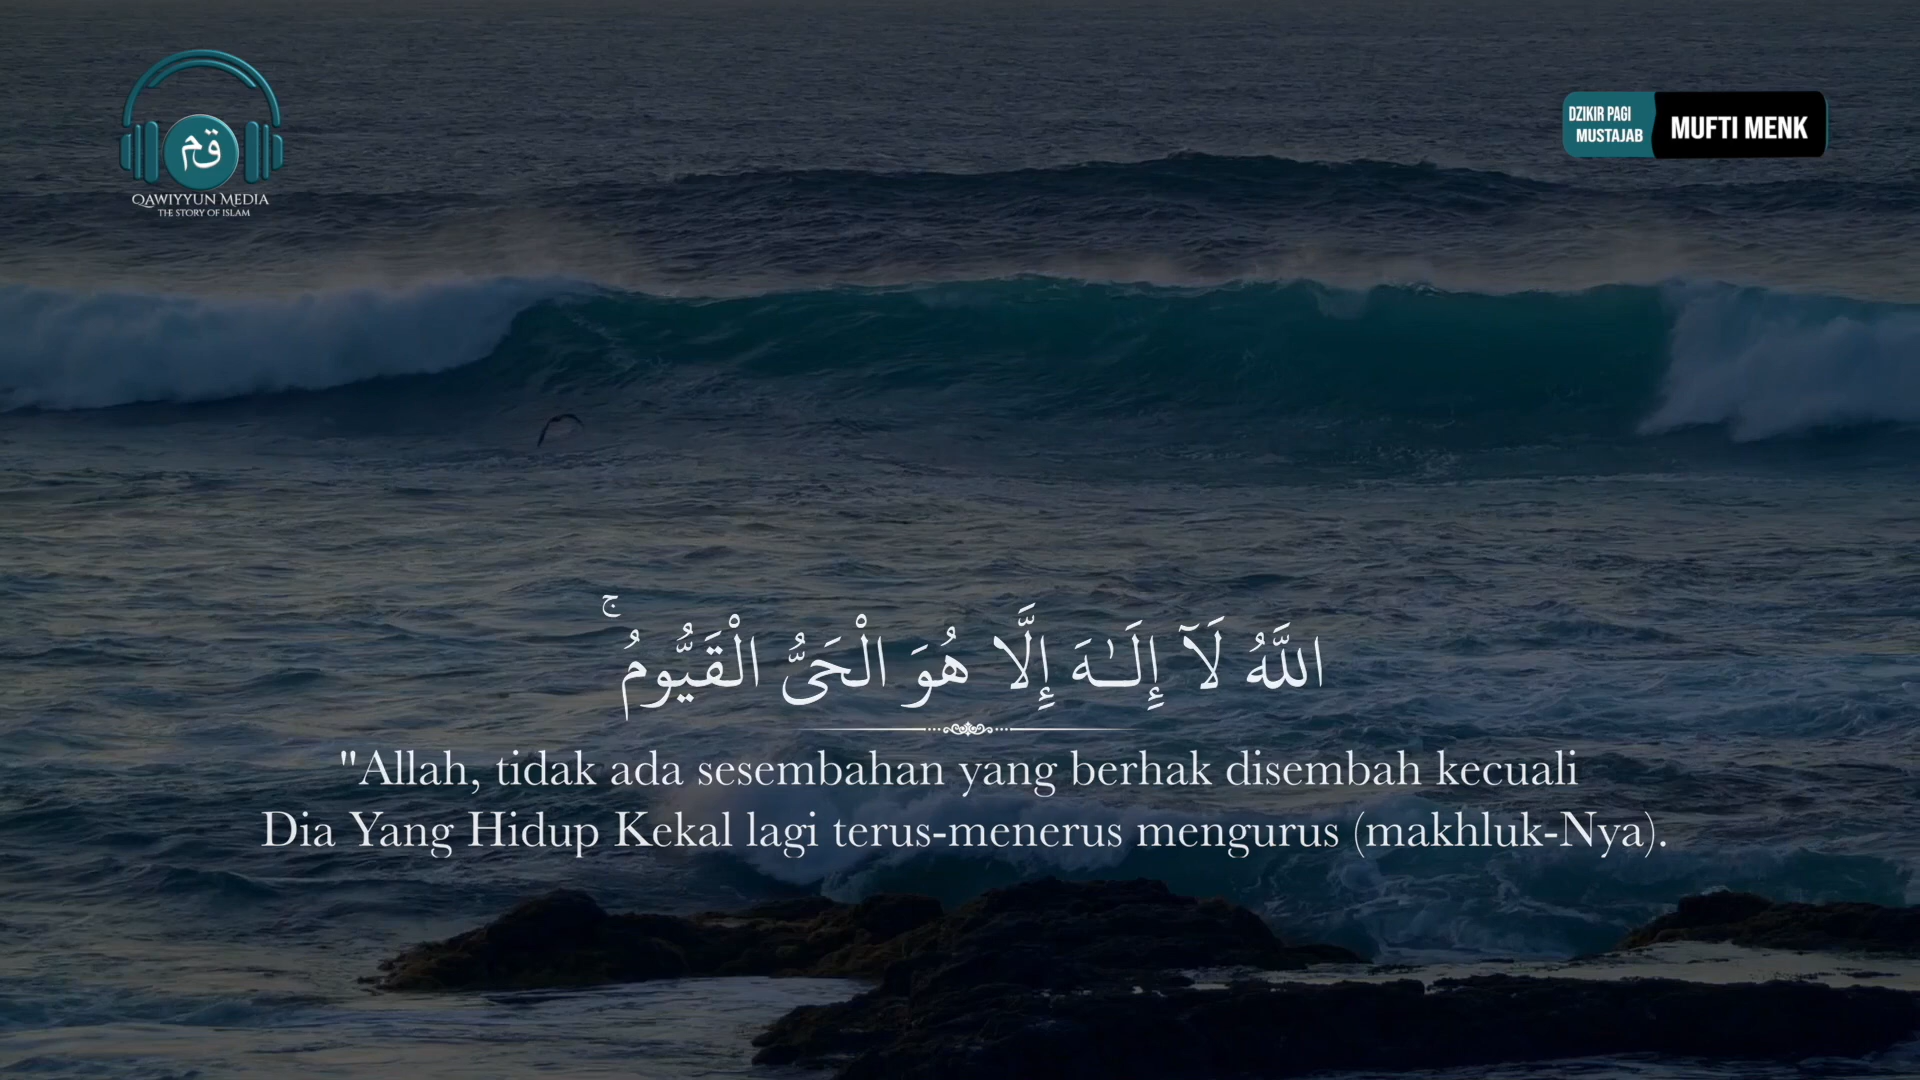 قم
QAWIYYUN MEDIA
THE STORY OF ISLAM
DZIKIR PAGI
MUSTAJAB
MUFTI MENK
اللَّهُ لَآ إِلَـٰهَ إِلَّا هُوَ الْحَىُّ الْقَيُّومُ ۚ
"Allah, tidak ada sesembahan yang berhak disembah kecuali
Dia Yang Hidup Kekal lagi terus-menerus mengurus (makhluk-Nya).